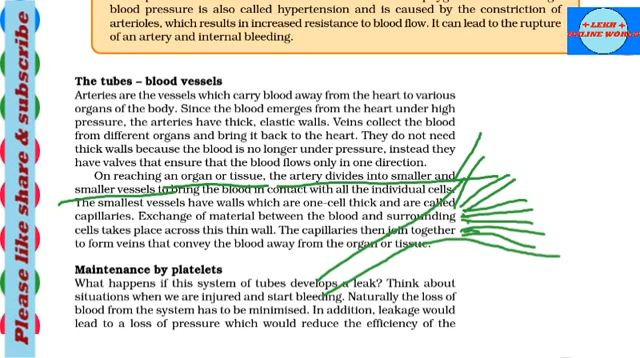 blood pressure is also called hypertension and is caused by the constriction of
arterioles, which results in increased resistance to blood flow. It can lead to the rupture
of an artery and internal bleeding.
+ LEKH +
ONLINE WORK
Please like share & subscribe
The tubes – blood vessels
Arteries are the vessels which carry blood away from the heart to various
organs of the body. Since the blood emerges from the heart under high
pressure, the arteries have thick, elastic walls. Veins collect the blood
from different organs and bring it back to the heart. They do not need
thick walls because the blood is no longer under pressure, instead they
have valves that ensure that the blood flows only in one direction.
On reaching an organ or tissue, the artery divides into smaller and
smaller vessels to bring the blood in contact with all the individual cells.
The smallest vessels have walls which are one-cell thick and are called
capillaries. Exchange of material between the blood and surrounding
cells takes place across this thin wall. The capillaries then join together
to form veins that convey the blood away from the organ or tissue.
Maintenance by platelets
What happens if this system of tubes develops a leak? Think about
situations when we are injured and start bleeding. Naturally the loss of
blood from the system has to be minimised. In addition, leakage would
lead to a loss of pressure which would reduce the efficiency of the